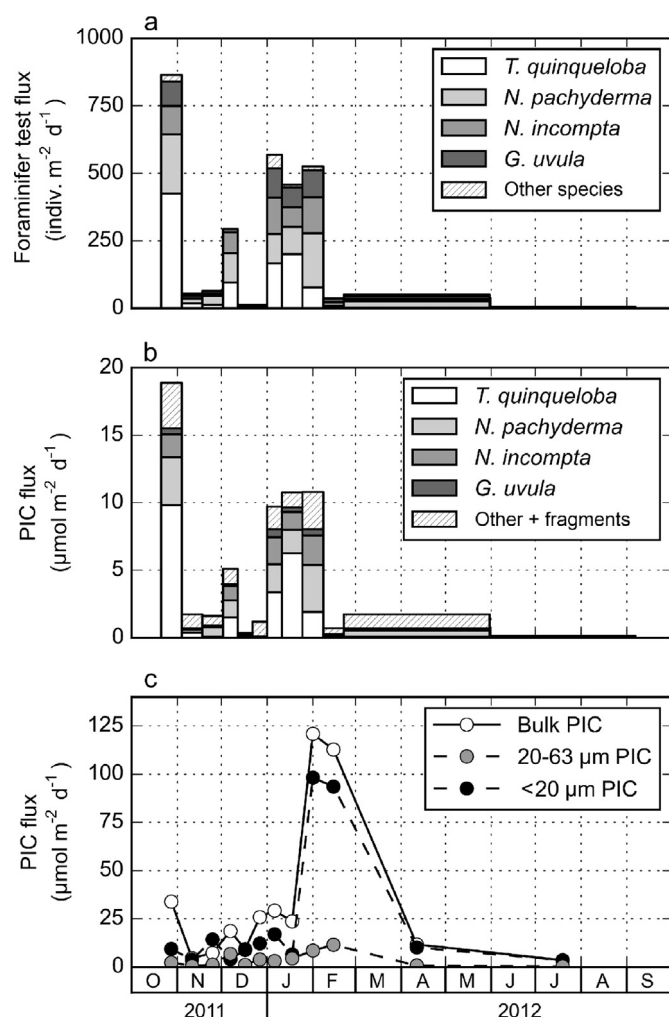 a
1000
750
500
250
0
Foraminifer test flux
(indiv. m⁻² d⁻¹)
T. quinqueloba
N. pachyderma
N. incompta
G. uvula
Other species
b
20
15
10
5
0
PIC flux
(µmol m⁻² d⁻¹)
T. quinqueloba
N. pachyderma
N. incompta
G. uvula
Other + fragments
c
125
100
75
50
25
0
PIC flux
(µmol m⁻² d⁻¹)
Bulk PIC
20-63 µm PIC
<20 µm PIC
O N D J F M A M J J A S
2011 2012